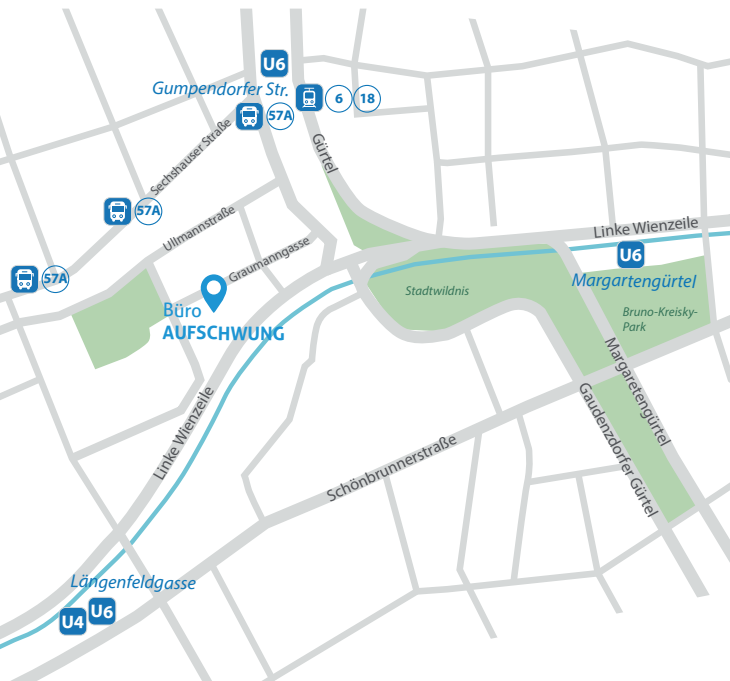 U6
Gumpendorfer Str.
6
18
57A
Sechshauser Straße
Gürtel
57A
Ullmannstraße
Linke Wienzeile
Graumanngasse
U6
57A
Margartengürtel
Stadtwildnis
Büro
AUFSCHWUNG
Bruno-Kreisky-
Park
Margaretengürtel
Linke Wienzeile
Gaudenzdorfer Gürtel
Schönbrunnerstraße
Längenfeldgasse
U4
U6